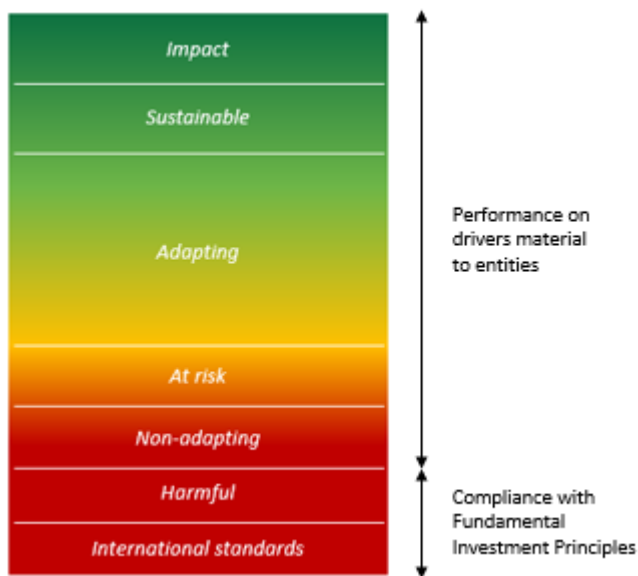 Impact
Sustainable
Adapting
At risk
Non-adapting
Harmful
International standards
Performance on
drivers material
to entities
Compliance with
Fundamental
Investment Principles